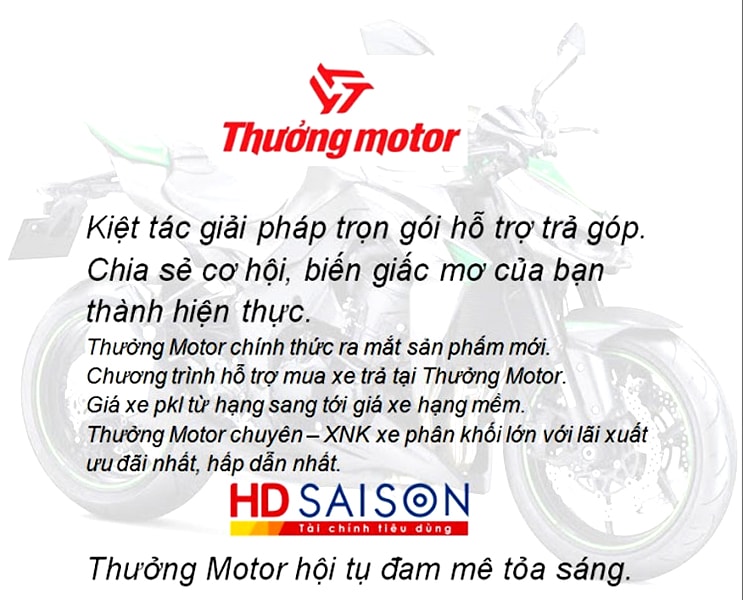 Thưởng motor
Kiệt tác giải pháp trọn gói hỗ trợ trả góp.
Chia sẻ cơ hội, biến giấc mơ của bạn
thành hiện thực.
Thưởng Motor chính thức ra mắt sản phẩm mới.
Chương trình hỗ trợ mua xe trả tại Thưởng Motor.
Giá xe pkl từ hạng sang tới giá xe hạng mềm.
Thưởng Motor chuyên – XNK xe phân khối lớn với lãi xuất
ưu đãi nhất, hấp dẫn nhất.
HD SAISON
Tài chính tiêu dùng
Thưởng Motor hội tụ đam mê tỏa sáng.